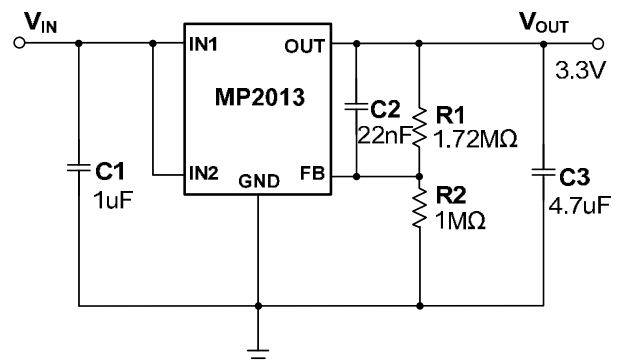 VIN
VOUT
IN1
OUT
3.3V
MP2013
C2
22nF
R1
1.72MΩ
C1
1uF
IN2
GND
FB
C3
4.7uF
R2
1MΩ